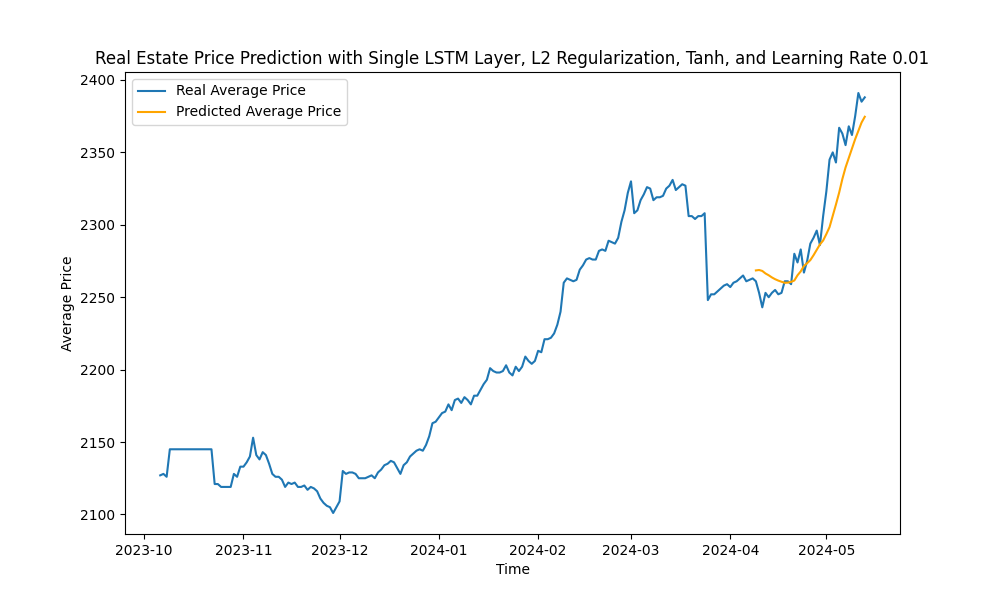 Real Estate Price Prediction with Single LSTM Layer, L2 Regularization, Tanh, and Learning Rate 0.01
Real Average Price
Predicted Average Price
2400
2350
2300
2250
2200
2150
2100
Average Price
2023-10 2023-11 2023-12 2024-01 2024-02 2024-03 2024-04 2024-05
Time